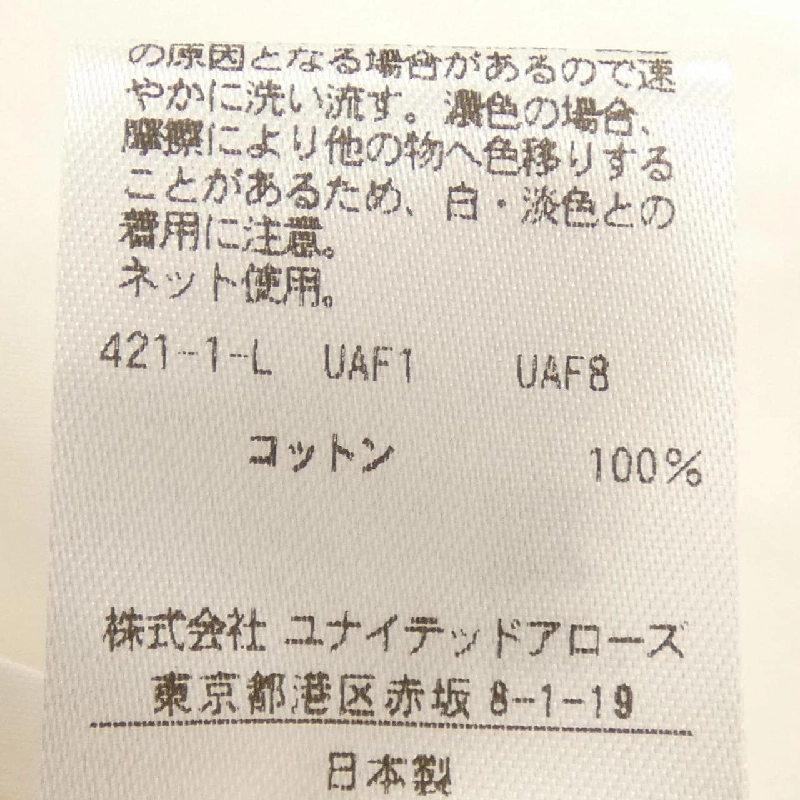 の原因となる場合があるので速
やかに洗い流す。濃色の場合、
摩擦により他の物へ色移りする
ことがあるため、白・淡色との
着用に注意。
ネット使用。
421-1-L UAF1 UAF8
コットン 100%
株式会社 ユナイテッドアローズ
東京都港区赤坂 8-1-19
日本製